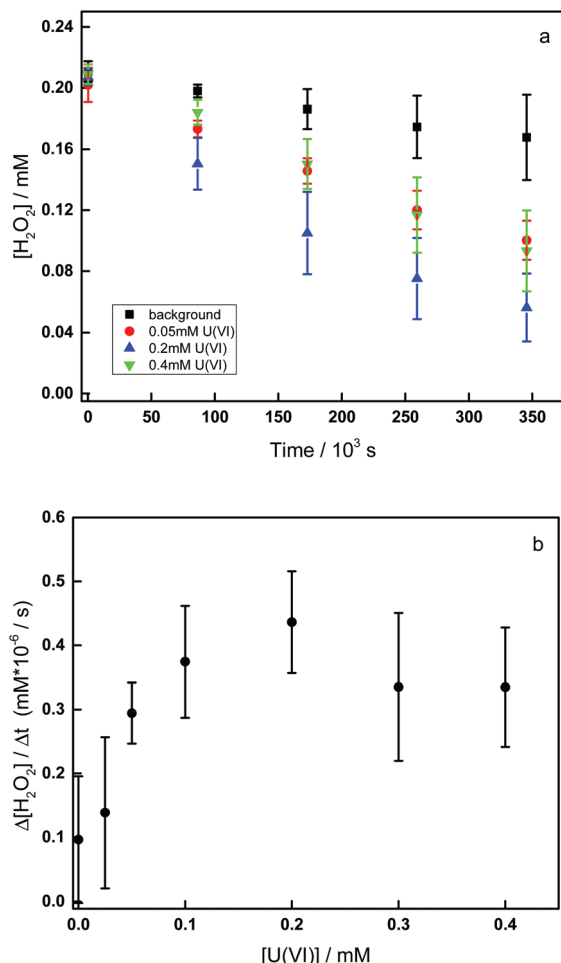 a
0.24
0.20
0.16
0.12
0.08
0.04
0.00
[H₂O₂] / mM
background
0.05mM U(VI)
0.2mM U(VI)
0.4mM U(VI)
0 50 100 150 200 250 300 350
Time / 10³ s
b
0.6
0.5
0.4
0.3
0.2
0.1
0.0
Δ[H₂O₂] / Δt (mM*10⁻⁶ / s)
0.0 0.1 0.2 0.3 0.4
[U(VI)] / mM